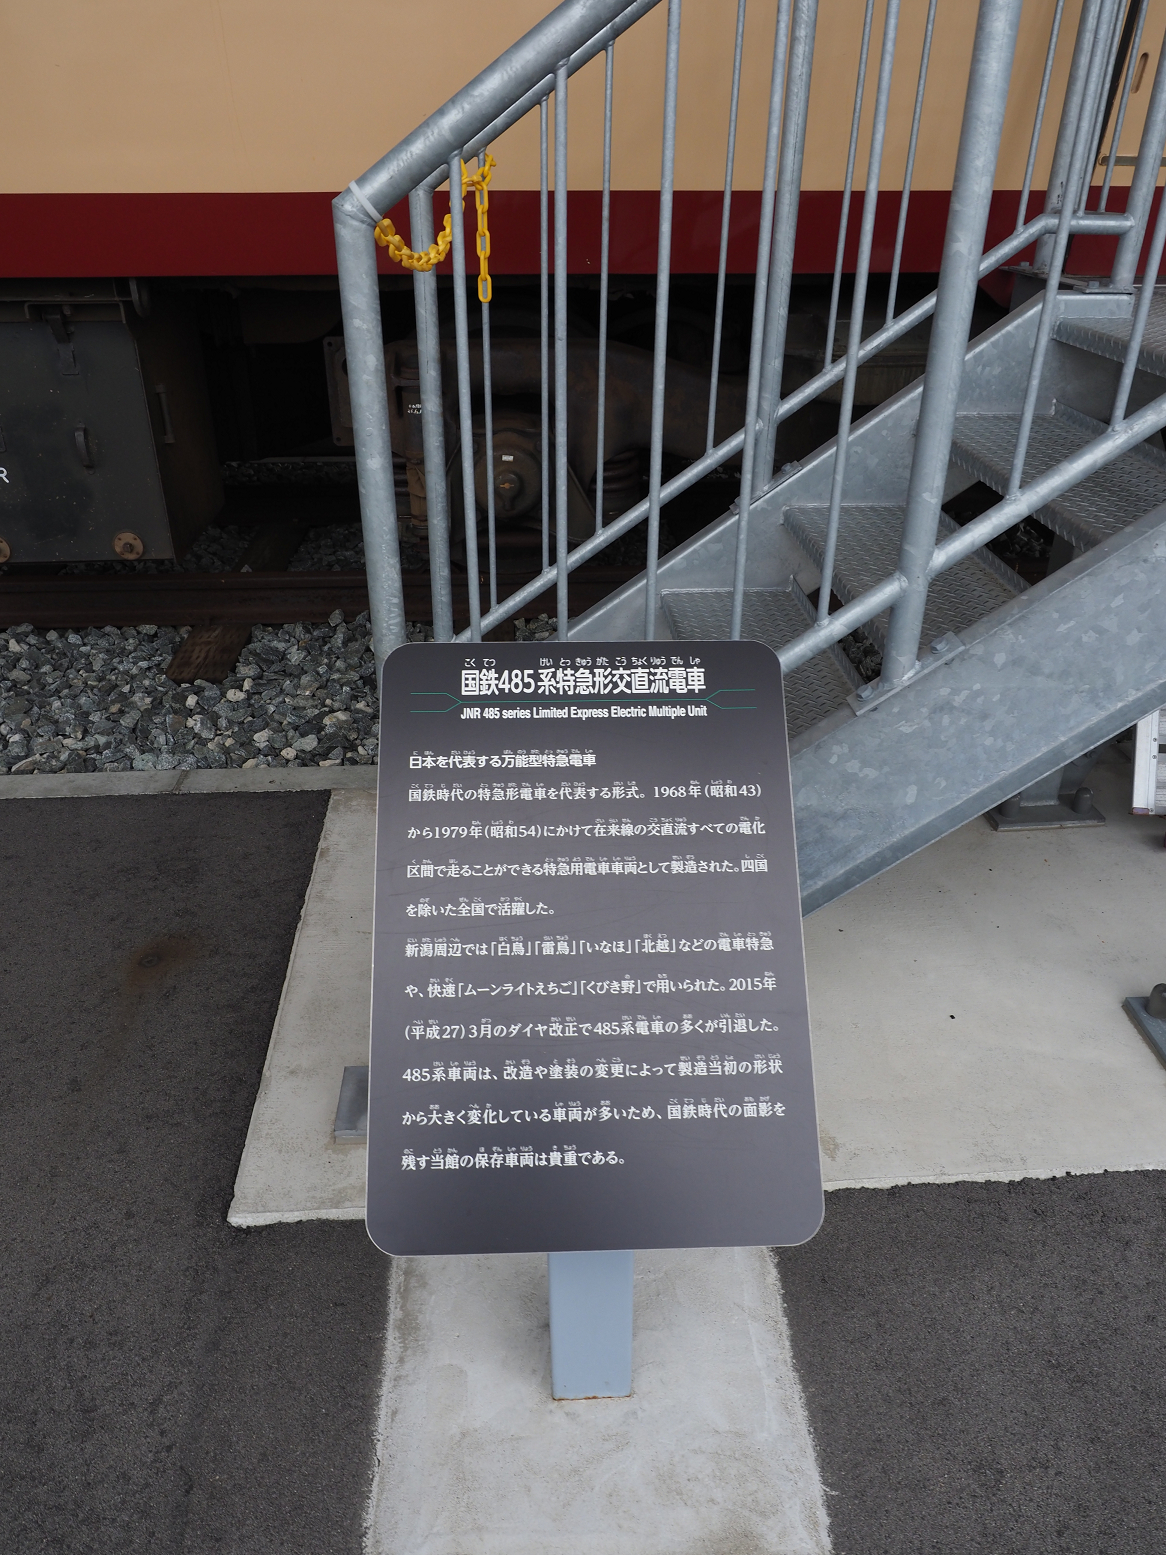 国鉄485系特急形交直流電車
JNR 485 series Limited Express Electric Multiple Unit
日本を代表する万能型特急電車
国鉄時代の特急形電車を代表する形式。1968年(昭和43)
から1979年(昭和54)にかけて在来線の交直流すべての電化
区間で走ることができる特急用電車車両として製造された。四国
を除いた全国で活躍した。
新潟周辺では「白鳥」「雷鳥」「いなほ」「北越」などの電車特急
や、快速「ムーンライトえちご」「くびき野」で用いられた。2015年
(平成27)3月のダイヤ改正で485系電車の多くが引退した。
485系車両は、改造や塗装の変更によって製造当初の形状
から大きく変化している車両が多いため、国鉄時代の面影を
残す当館の保存車両は貴重である。